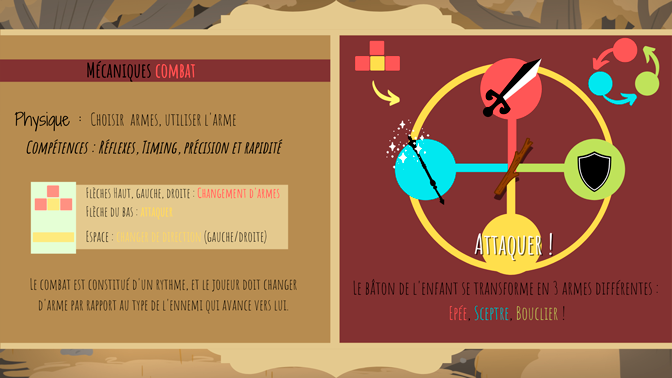 Mécaniques combat
Physique : Choisir armes, utiliser l'arme
Compétences : Réflexes, Timing, précision et rapidité
Flèches Haut, gauche, droite : Changement d'armes
Flèche du bas : attaquer
Espace : changer de direction (gauche/droite)
Le combat est constitué d'un rythme, et le joueur doit changer
d'arme par rapport au type de l'ennemi qui avance vers lui.
Attaquer !
Le bâton de l'enfant se transforme en 3 armes différentes :
Epée, Sceptre, Bouclier !